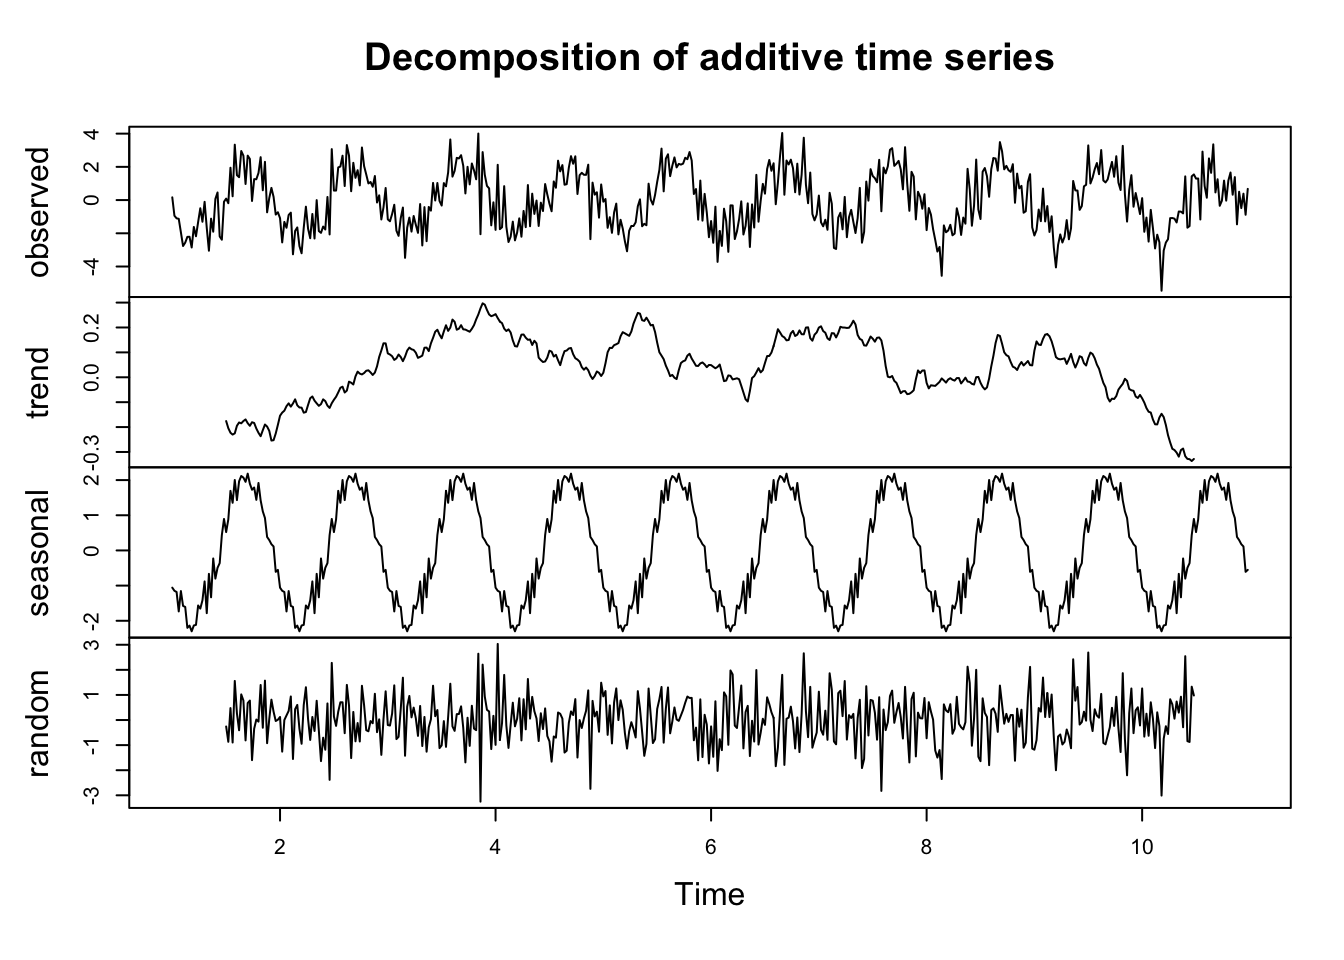 Decomposition of additive time series
observed
-4 0 2 4
trend
-0.3 0.0 0.2
seasonal
-2 0 1 2
random
-3 -1 1 3
2 4 6 8 10
Time